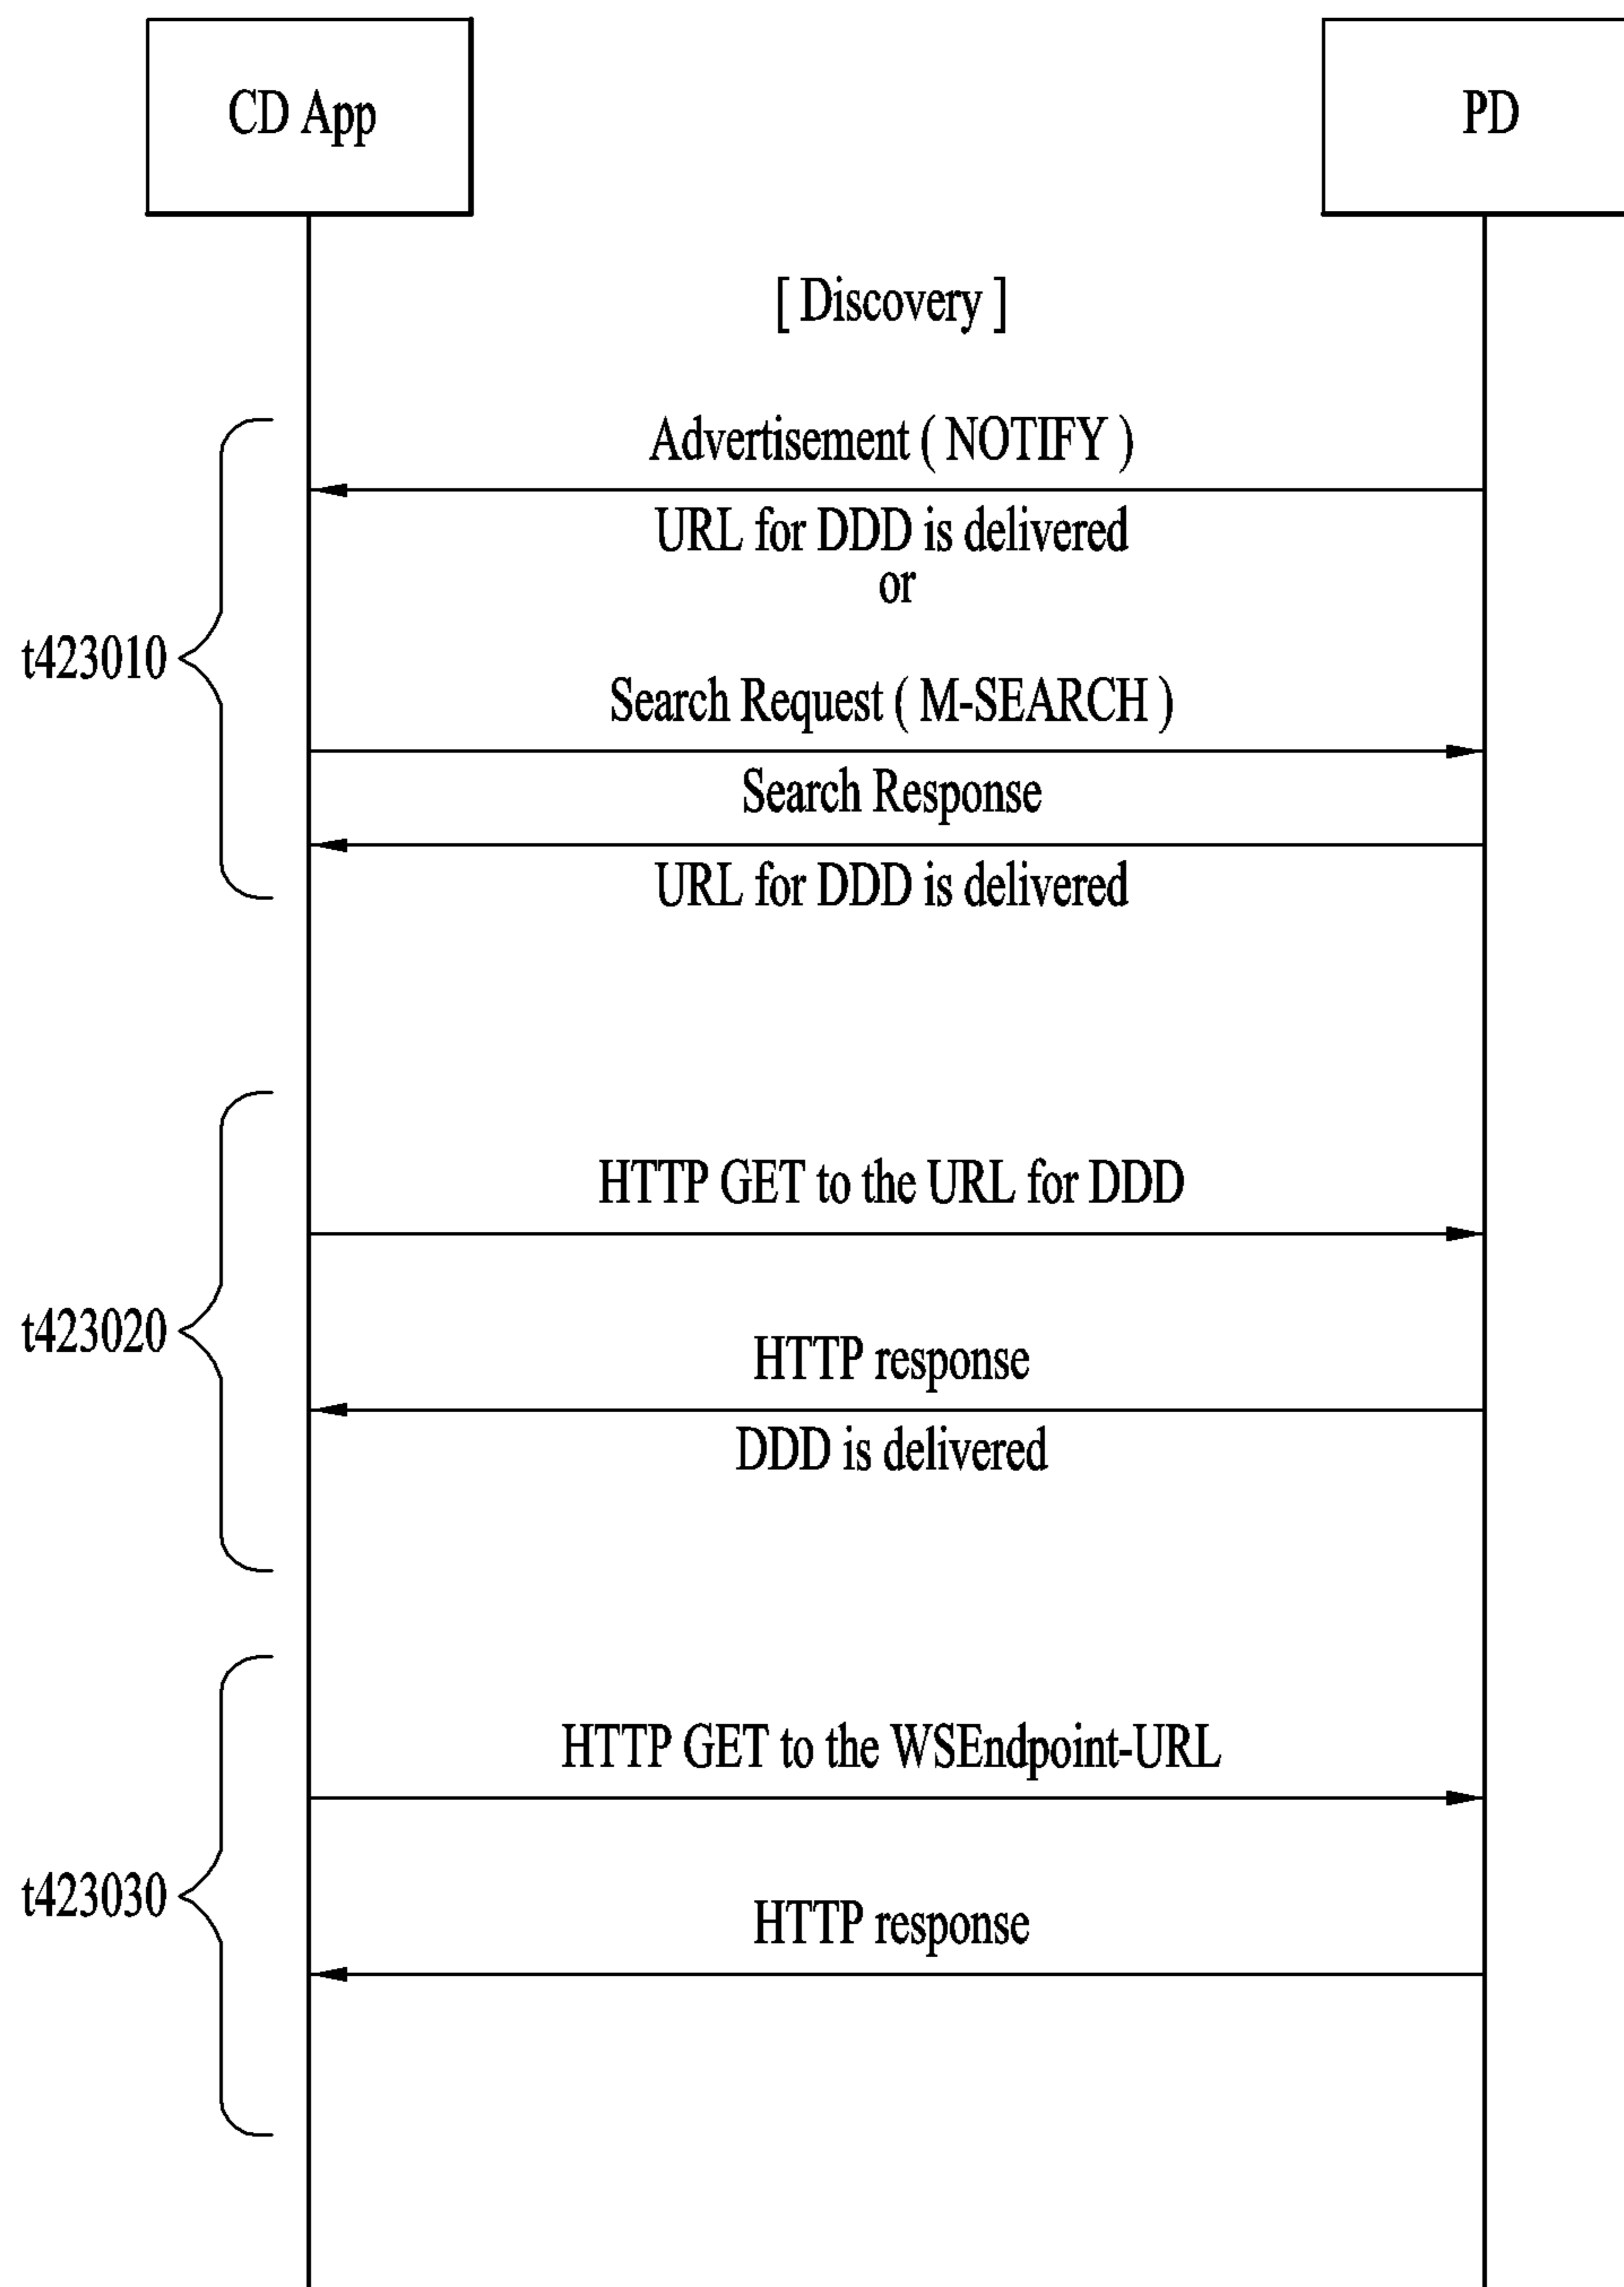 CD App
PD
[ Discovery ]
Advertisement ( NOTIFY )
URL for DDD is delivered
or
t423010
Search Request ( M-SEARCH )
Search Response
URL for DDD is delivered
HTTP GET to the URL for DDD
t423020
HTTP response
DDD is delivered
HTTP GET to the WSEndpoint-URL
t423030
HTTP response